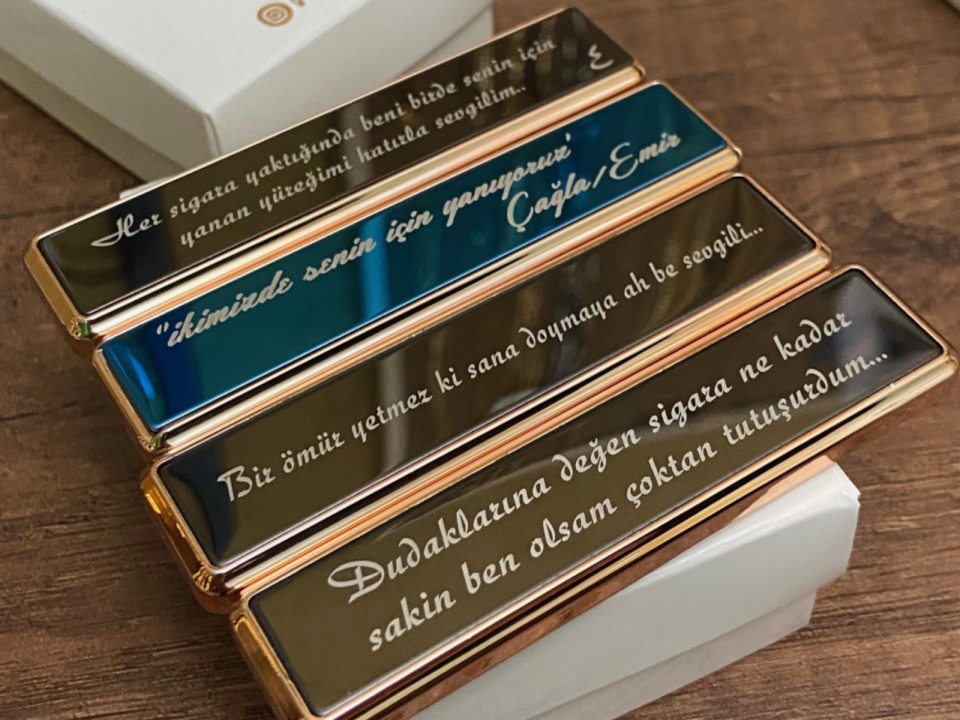 Her sigara yaktığında beni birde senin için
yanan yüreğimi hatırla sevgilim..
"ikimizde senin için yanıyoruz'
Çağla/Emir
Bir ömür yetmez ki sana doymaya ah be sevgili...
Dudaklarına değen sigara ne kadar
sakin ben olsam çoktan tutuşurdum...